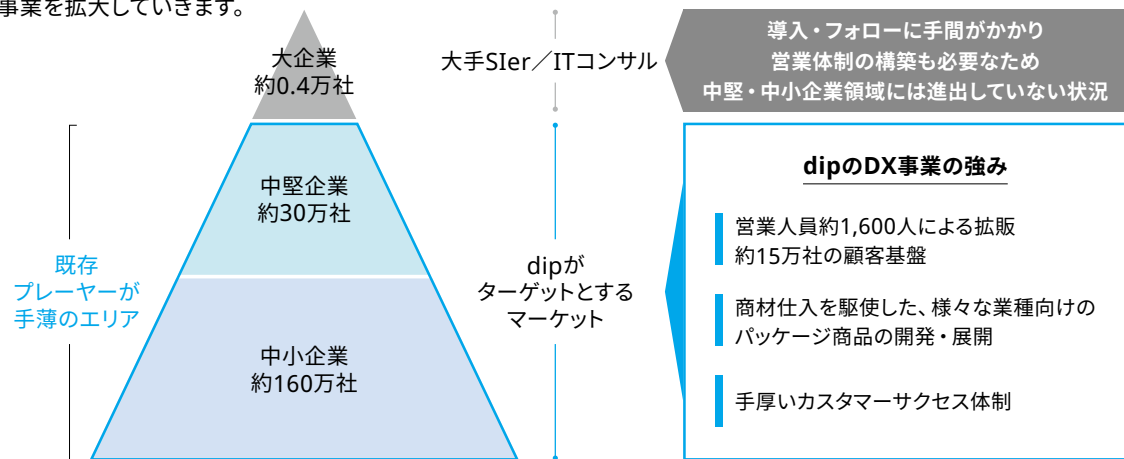 事業を拡大していきます。
大企業
約0.4万社
大手SIer／ITコンサル
導入・フォローに手間がかかり
営業体制の構築も必要なため
中堅・中小企業領域には進出していない状況
既存
プレーヤーが
手薄のエリア
中堅企業
約30万社
中小企業
約160万社
dipが
ターゲットとする
マーケット
dipのDX事業の強み
営業人員約1,600人による拡販
約15万社の顧客基盤
商材仕入を駆使した、様々な業種向けの
パッケージ商品の開発・展開
手厚いカスタマーサクセス体制